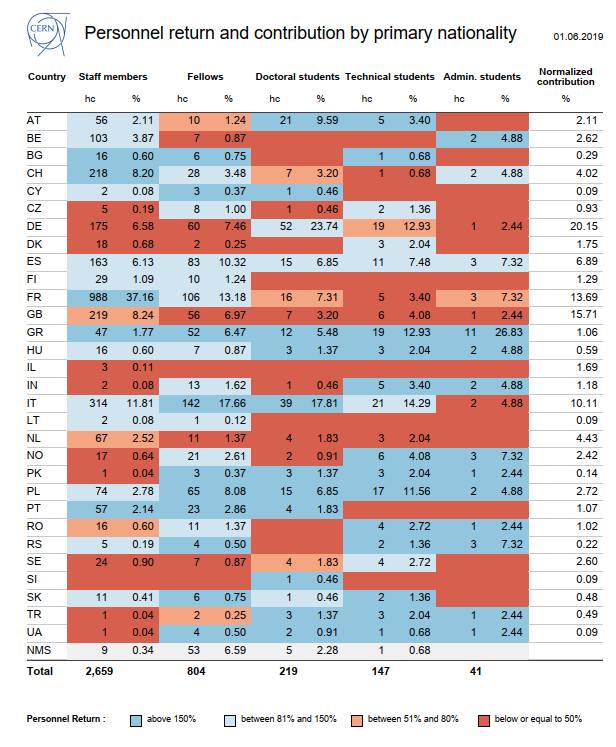 CERN
Personnel return and contribution by primary nationality
01.06.2019
Country Staff members Fellows Doctoral students Technical students Admin. students Normalized contribution
hc % hc % hc % hc % hc % %
AT 56 2.11 10 1.24 21 9.59 5 3.40 2.11
BE 103 3.87 7 0.87 2 4.88 2.62
BG 16 0.60 6 0.75 1 0.68 0.29
CH 218 8.20 28 3.48 7 3.20 1 0.68 2 4.88 4.02
CY 2 0.08 3 0.37 1 0.46 0.09
CZ 5 0.19 8 1.00 1 0.46 2 1.36 0.93
DE 175 6.58 60 7.46 52 23.74 19 12.93 1 2.44 20.15
DK 18 0.68 2 0.25 3 2.04 1.75
ES 163 6.13 83 10.32 15 6.85 11 7.48 3 7.32 6.89
FI 29 1.09 10 1.24 1.29
FR 988 37.16 106 13.18 16 7.31 5 3.40 3 7.32 13.69
GB 219 8.24 56 6.97 7 3.20 6 4.08 1 2.44 15.71
GR 47 1.77 52 6.47 12 5.48 19 12.93 11 26.83 1.06
HU 16 0.60 7 0.87 3 1.37 3 2.04 2 4.88 0.59
IL 3 0.11 1.69
IN 2 0.08 13 1.62 1 0.46 5 3.40 2 4.88 1.18
IT 314 11.81 142 17.66 39 17.81 21 14.29 2 4.88 10.11
LT 2 0.08 1 0.12 0.09
NL 67 2.52 11 1.37 4 1.83 3 2.04 4.43
NO 17 0.64 21 2.61 2 0.91 6 4.08 3 7.32 2.42
PK 1 0.04 3 0.37 3 1.37 3 2.04 1 2.44 0.14
PL 74 2.78 65 8.08 15 6.85 17 11.56 2 4.88 2.72
PT 57 2.14 23 2.86 4 1.83 1.07
RO 16 0.60 11 1.37 4 2.72 1 2.44 1.02
RS 5 0.19 4 0.50 2 1.36 3 7.32 0.22
SE 24 0.90 7 0.87 4 1.83 4 2.72 2.60
SI 1 0.46 0.09
SK 11 0.41 6 0.75 1 0.46 2 1.36 0.48
TR 1 0.04 2 0.25 3 1.37 3 2.04 1 2.44 0.49
UA 1 0.04 4 0.50 2 0.91 1 0.68 1 2.44 0.09
NMS 9 0.34 53 6.59 5 2.28 1 0.68
Total 2,659 804 219 147 41
Personnel Return : above 150% between 81% and 150% between 51% and 80% below or equal to 50%